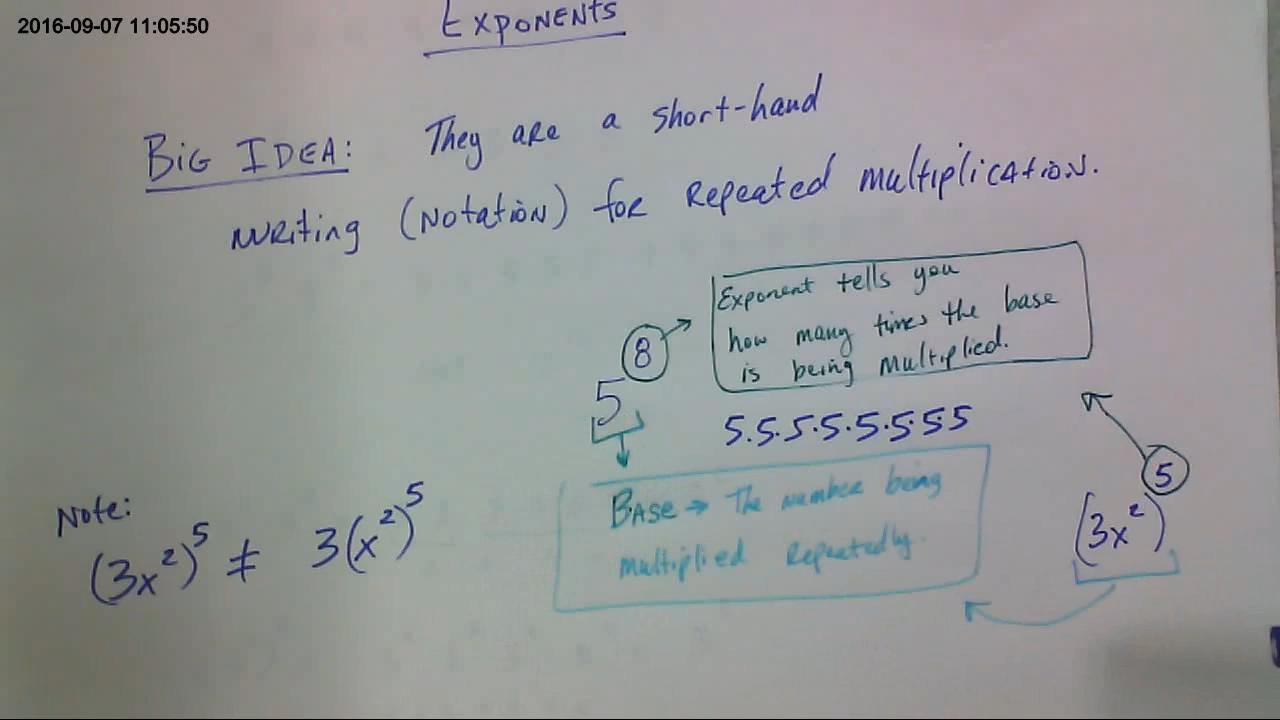 2016-09-07 11:05:50
EXPONENTS
BIG IDEA: They are a short-hand
writing (Notation) for repeated multiplication.
Exponent tells you
how many times the base
is being multiplied.
5⁸
5.5.5.5.5.5.5.5
Base → The number being
multiplied repeatedly.
(3x²)⁵
Note:
(3x²)⁵ ≠ 3(x²)⁵